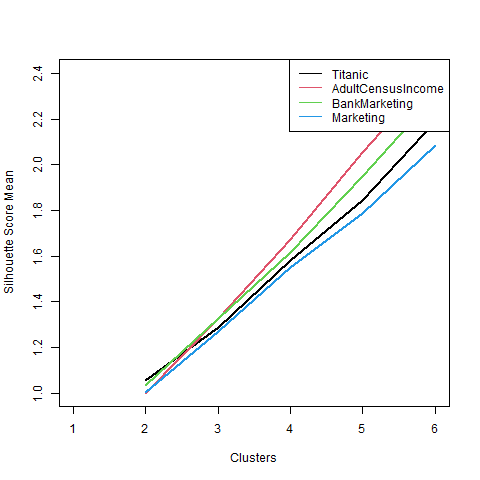 Silhouette Score Mean
2.4
2.2
2.0
1.8
1.6
1.4
1.2
1.0
Titanic
AdultCensusIncome
BankMarketing
Marketing
1 2 3 4 5 6
Clusters